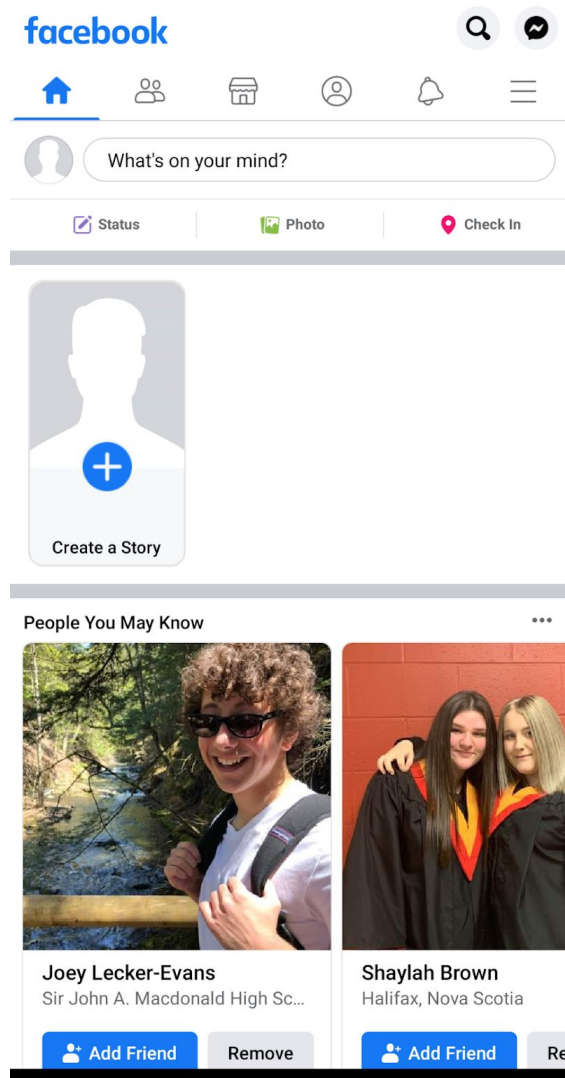 facebook
What's on your mind?
Status
Photo
Check In
Create a Story
People You May Know
Joey Lecker-Evans
Sir John A. Macdonald High Sc...
Add Friend
Remove
Shaylah Brown
Halifax, Nova Scotia
Add Friend
Re